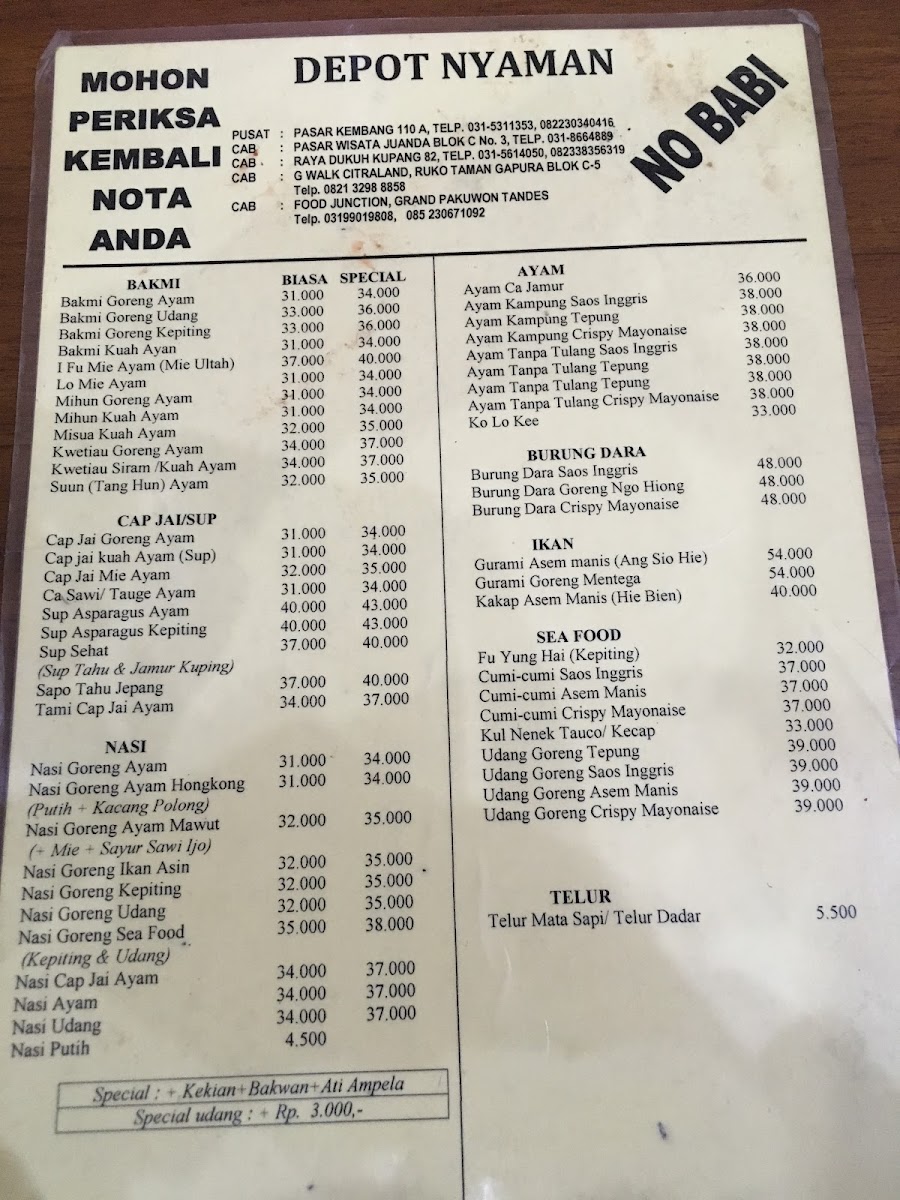 MOHON
PERIKSA
KEMBALI
NOTA
ANDA
DEPOT NYAMAN
NO BABI
PUSAT : PASAR KEMBANG 110 A, TELP. 031-5311353, 082230340416
CAB : PASAR WISATA JUANDA BLOK C No. 3, TELP. 031-8664889
CAB : RAYA DUKUH KUPANG 82, TELP. 031-5614050, 082338356319
CAB : G WALK CITRALAND, RUKO TAMAN GAPURA BLOK C-5
Telp. 0821 3298 8858
CAB : FOOD JUNCTION, GRAND PAKUWON TANDES
Telp. 03199019808, 085 230671092
BAKMI BIASA SPECIAL
Bakmi Goreng Ayam 31.000 34.000
Bakmi Goreng Udang 33.000 36.000
Bakmi Goreng Kepiting 33.000 36.000
Bakmi Kuah Ayan 31.000 34.000
I Fu Mie Ayam (Mie Ultah) 37.000 40.000
Lo Mie Ayam 31.000 34.000
Mihun Goreng Ayam 31.000 34.000
Mihun Kuah Ayam 31.000 34.000
Misua Kuah Ayam 32.000 35.000
Kwetiau Goreng Ayam 34.000 37.000
Kwetiau Siram /Kuah Ayam 34.000 37.000
Suun (Tang Hun) Ayam 32.000 35.000
CAP JAI/SUP
Cap Jai Goreng Ayam 31.000 34.000
Cap jai kuah Ayam (Sup) 31.000 34.000
Cap Jai Mie Ayam 32.000 35.000
Ca Sawi/ Tauge Ayam 31.000 34.000
Sup Asparagus Ayam 40.000 43.000
Sup Asparagus Kepiting 40.000 43.000
Sup Sehat 37.000 40.000
(Sup Tahu & Jamur Kuping)
Sapo Tahu Jepang 37.000 40.000
Tami Cap Jai Ayam 34.000 37.000
NASI
Nasi Goreng Ayam 31.000 34.000
Nasi Goreng Ayam Hongkong 31.000 34.000
(Putih + Kacang Polong)
Nasi Goreng Ayam Mawut 32.000 35.000
(+ Mie + Sayur Sawi Ijo)
Nasi Goreng Ikan Asin 32.000 35.000
Nasi Goreng Kepiting 32.000 35.000
Nasi Goreng Udang 32.000 35.000
Nasi Goreng Sea Food 35.000 38.000
(Kepiting & Udang)
Nasi Cap Jai Ayam 34.000 37.000
Nasi Ayam 34.000 37.000
Nasi Udang 34.000 37.000
Nasi Putih 4.500
Special : + Kekian+Bakwan+Ati Ampela
Special udang : + Rp. 3.000,-
AYAM
Ayam Ca Jamur 36.000
Ayam Kampung Saos Inggris 38.000
Ayam Kampung Tepung 38.000
Ayam Kampung Crispy Mayonaise 38.000
Ayam Tanpa Tulang Saos Inggris 38.000
Ayam Tanpa Tulang Tepung 38.000
Ayam Tanpa Tulang Tepung 38.000
Ayam Tanpa Tulang Crispy Mayonaise 38.000
Ko Lo Kee 33.000
BURUNG DARA
Burung Dara Saos Inggris 48.000
Burung Dara Goreng Ngo Hiong 48.000
Burung Dara Crispy Mayonaise 48.000
IKAN
Gurami Asem manis (Ang Sio Hie) 54.000
Gurami Goreng Mentega 54.000
Kakap Asem Manis (Hie Bien) 40.000
SEA FOOD
Fu Yung Hai (Kepiting) 32.000
Cumi-cumi Saos Inggris 37.000
Cumi-cumi Asem Manis 37.000
Cumi-cumi Crispy Mayonaise 37.000
Kul Nenek Tauco/ Kecap 33.000
Udang Goreng Tepung 39.000
Udang Goreng Saos Inggris 39.000
Udang Goreng Asem Manis 39.000
Udang Goreng Crispy Mayonaise 39.000
TELUR
Telur Mata Sapi/ Telur Dadar 5.500